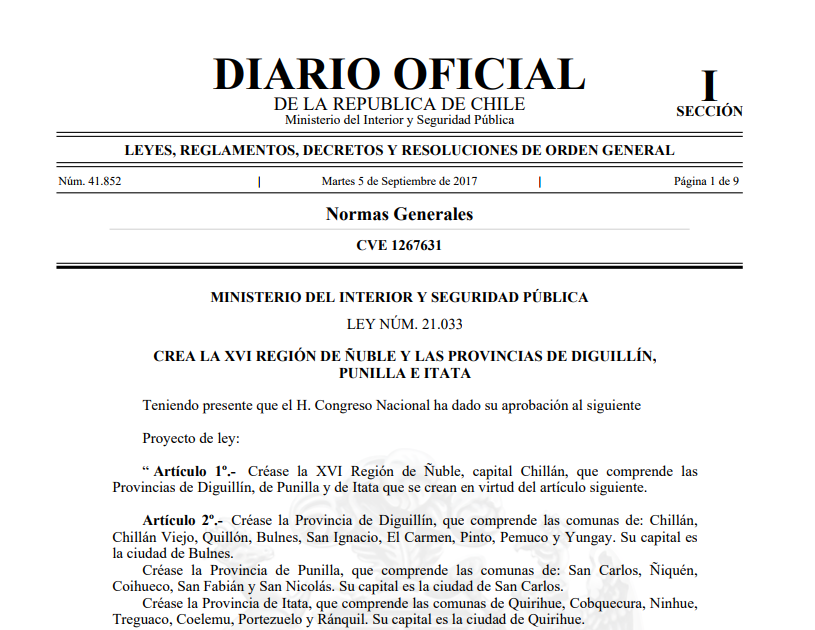 DIARIO OFICIAL
DE LA REPUBLICA DE CHILE
Ministerio del Interior y Seguridad Pública
I
SECCIÓN
LEYES, REGLAMENTOS, DECRETOS Y RESOLUCIONES DE ORDEN GENERAL
Núm. 41.852 | Martes 5 de Septiembre de 2017 | Página 1 de 9
Normas Generales
CVE 1267631
MINISTERIO DEL INTERIOR Y SEGURIDAD PÚBLICA
LEY NÚM. 21.033
CREA LA XVI REGIÓN DE ÑUBLE Y LAS PROVINCIAS DE DIGUILLÍN,
PUNILLA E ITATA
Teniendo presente que el H. Congreso Nacional ha dado su aprobación al siguiente
Proyecto de ley:
“ Artículo 1º.- Créase la XVI Región de Ñuble, capital Chillán, que comprende las
Provincias de Diguillín, de Punilla y de Itata que se crean en virtud del artículo siguiente.
Artículo 2º.- Créase la Provincia de Diguillín, que comprende las comunas de: Chillán,
Chillán Viejo, Quillón, Bulnes, San Ignacio, El Carmen, Pinto, Pemuco y Yungay. Su capital es
la ciudad de Bulnes.
Créase la Provincia de Punilla, que comprende las comunas de: San Carlos, Ñiquén,
Coihueco, San Fabián y San Nicolás. Su capital es la ciudad de San Carlos.
Créase la Provincia de Itata, que comprende las comunas de Quirihue, Cobquecura, Ninhue,
Treguaco, Coelemu, Portezuelo y Ránquil. Su capital es la ciudad de Quirihue.